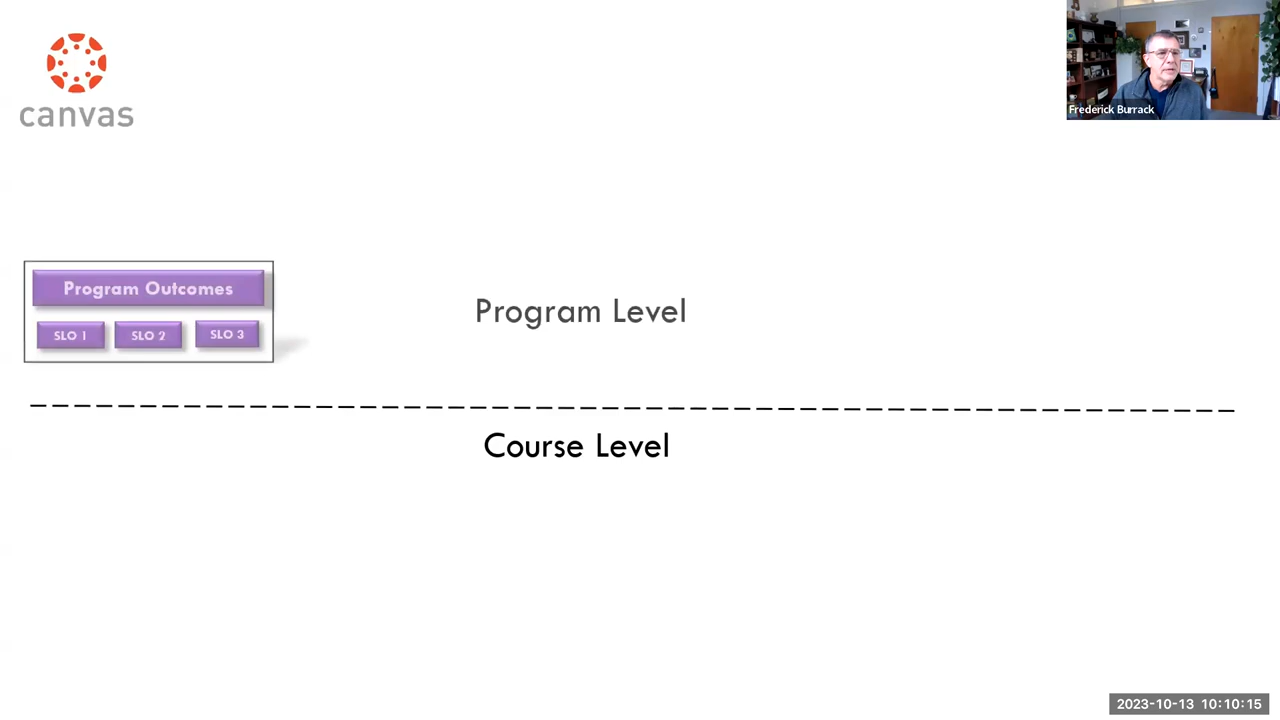 canvas
Frederick Burrack
Program Outcomes
SLO 1 SLO 2 SLO 3
Program Level
Course Level
2023-10-13 10:10:15